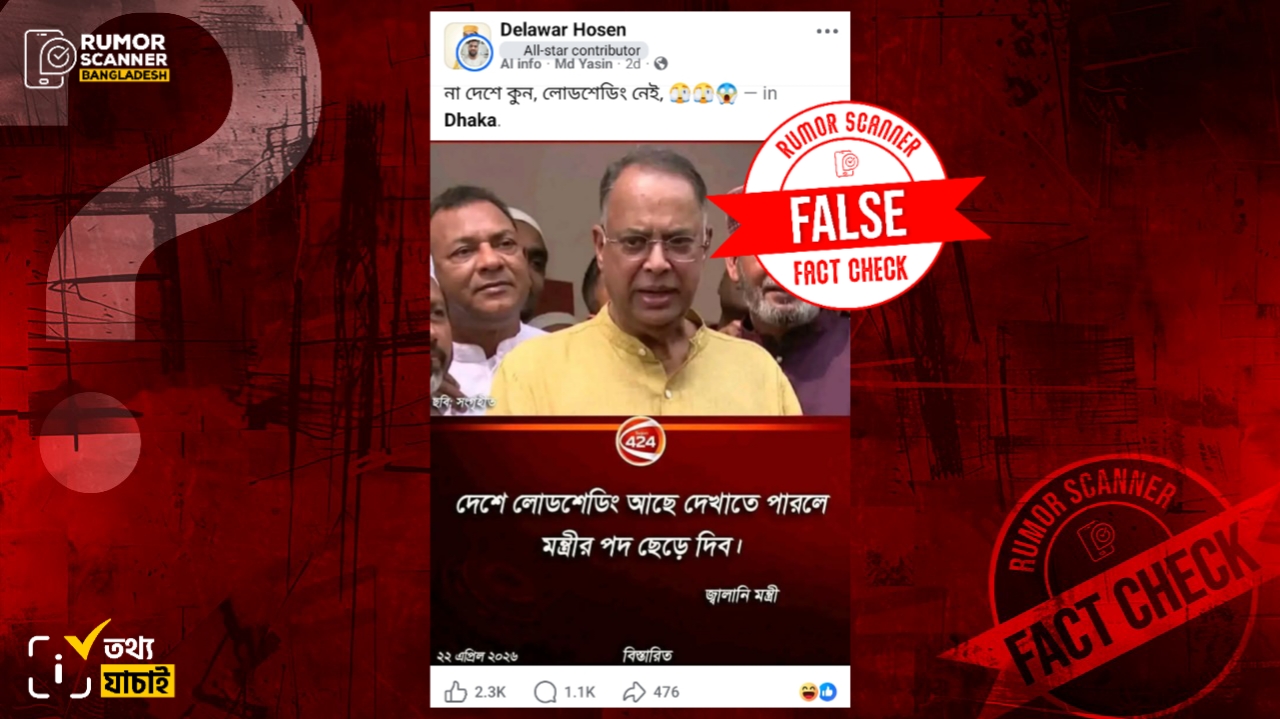 RUMOR
SCANNER
BANGLADESH
Delawar Hosen
All-star contributor
AI info · Md Yasin · 2d ·
না দেশে কুন, লোডশেডিং নেই, 🫣🫣😱 — in
Dhaka.
RUMOR SCANNER
FALSE
FACT CHECK
ছবি: সংগৃহীত
424
দেশে লোডশেডিং আছে দেখাতে পারলে
মন্ত্রীর পদ ছেড়ে দিব।
জ্বালানি মন্ত্রী
২২ এপ্রিল ২০২৬
বিস্তারিত
2.3K
1.1K
476
RUMOR SCANNER
FACT CHECK
তথ্য
যাচাই